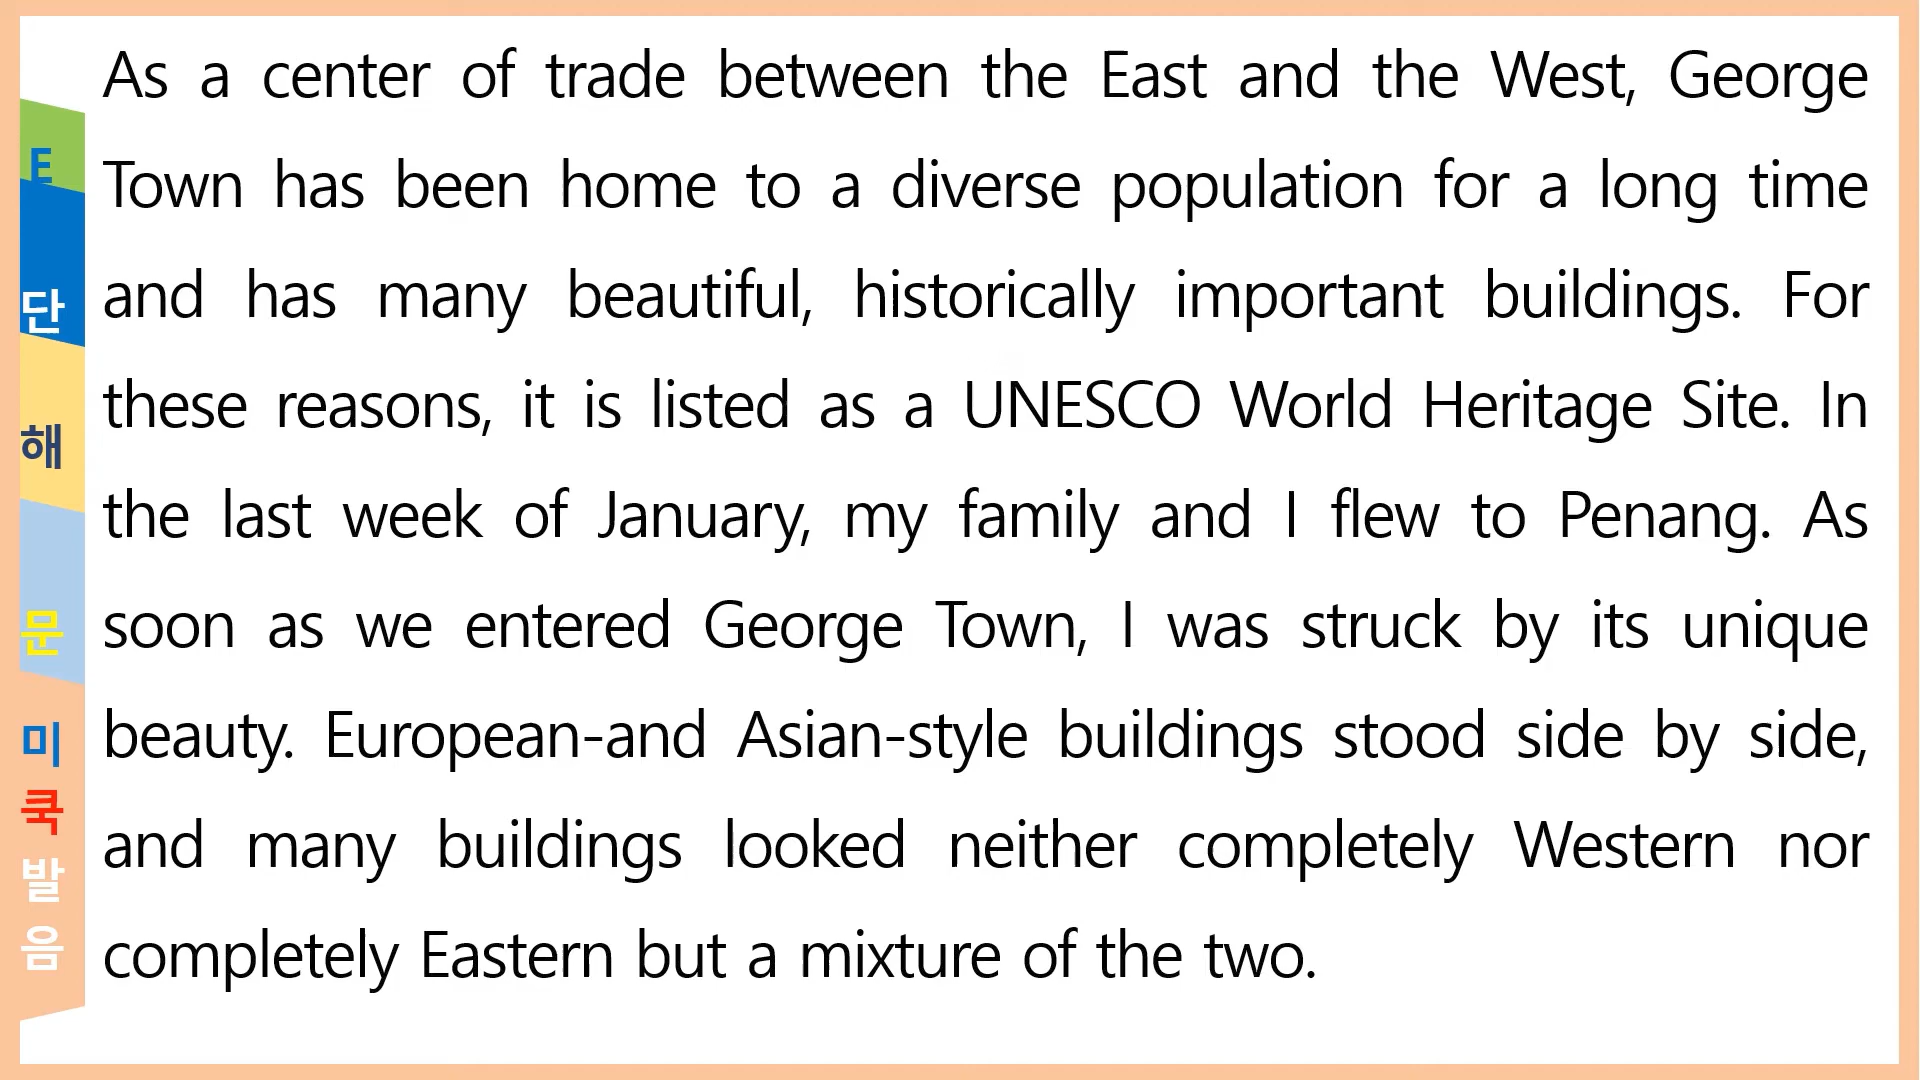 As a center of trade between the East and the West, George
Town has been home to a diverse population for a long time
and has many beautiful, historically important buildings. For
these reasons, it is listed as a UNESCO World Heritage Site. In
the last week of January, my family and I flew to Penang. As
soon as we entered George Town, I was struck by its unique
beauty. European-and Asian-style buildings stood side by side,
and many buildings looked neither completely Western nor
completely Eastern but a mixture of the two.
E
단
해
문
미
쿡
발
음